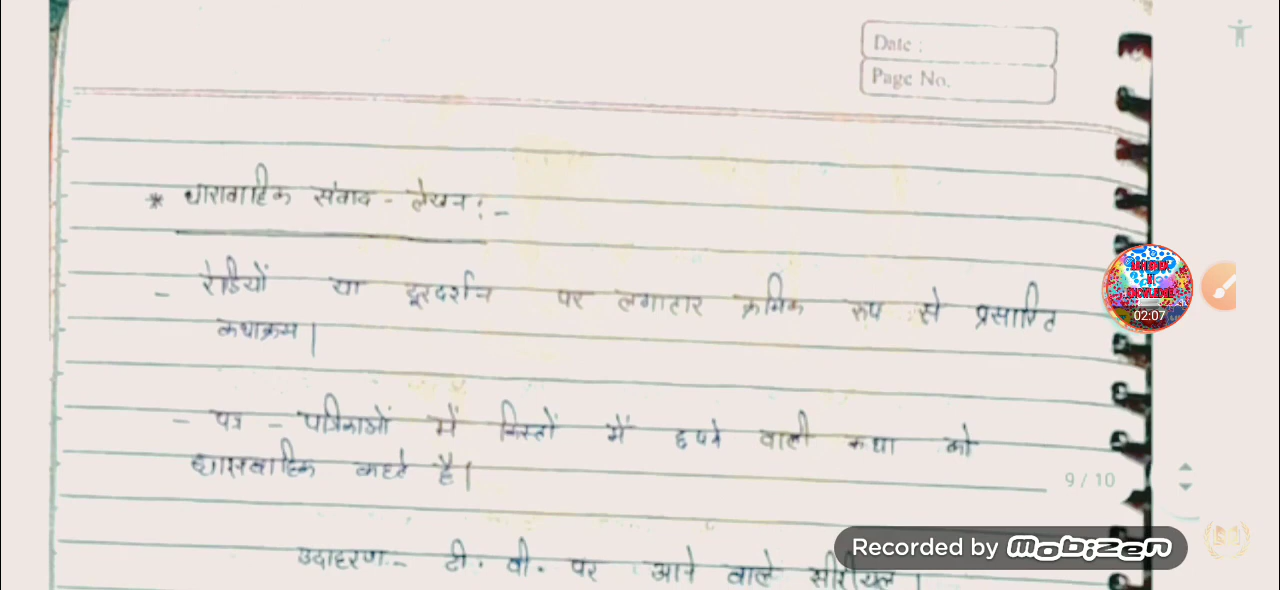 Date :
Page No.
* धारावाहिक संवाद - लेखन : -
- रेडियों या दूरदर्शन पर लगातार क्रमिक रूप से प्रसारित
कथाक्रम |
- पत्र - पत्रिकाओं में किस्तों में छपने वाली कथा को
धारावाहिक कहते है |
9 / 10
उदाहरण - टी . वी . पर आने वाले सीरीयल |
KNOWLEDGE
02:07
Recorded by Mobizen